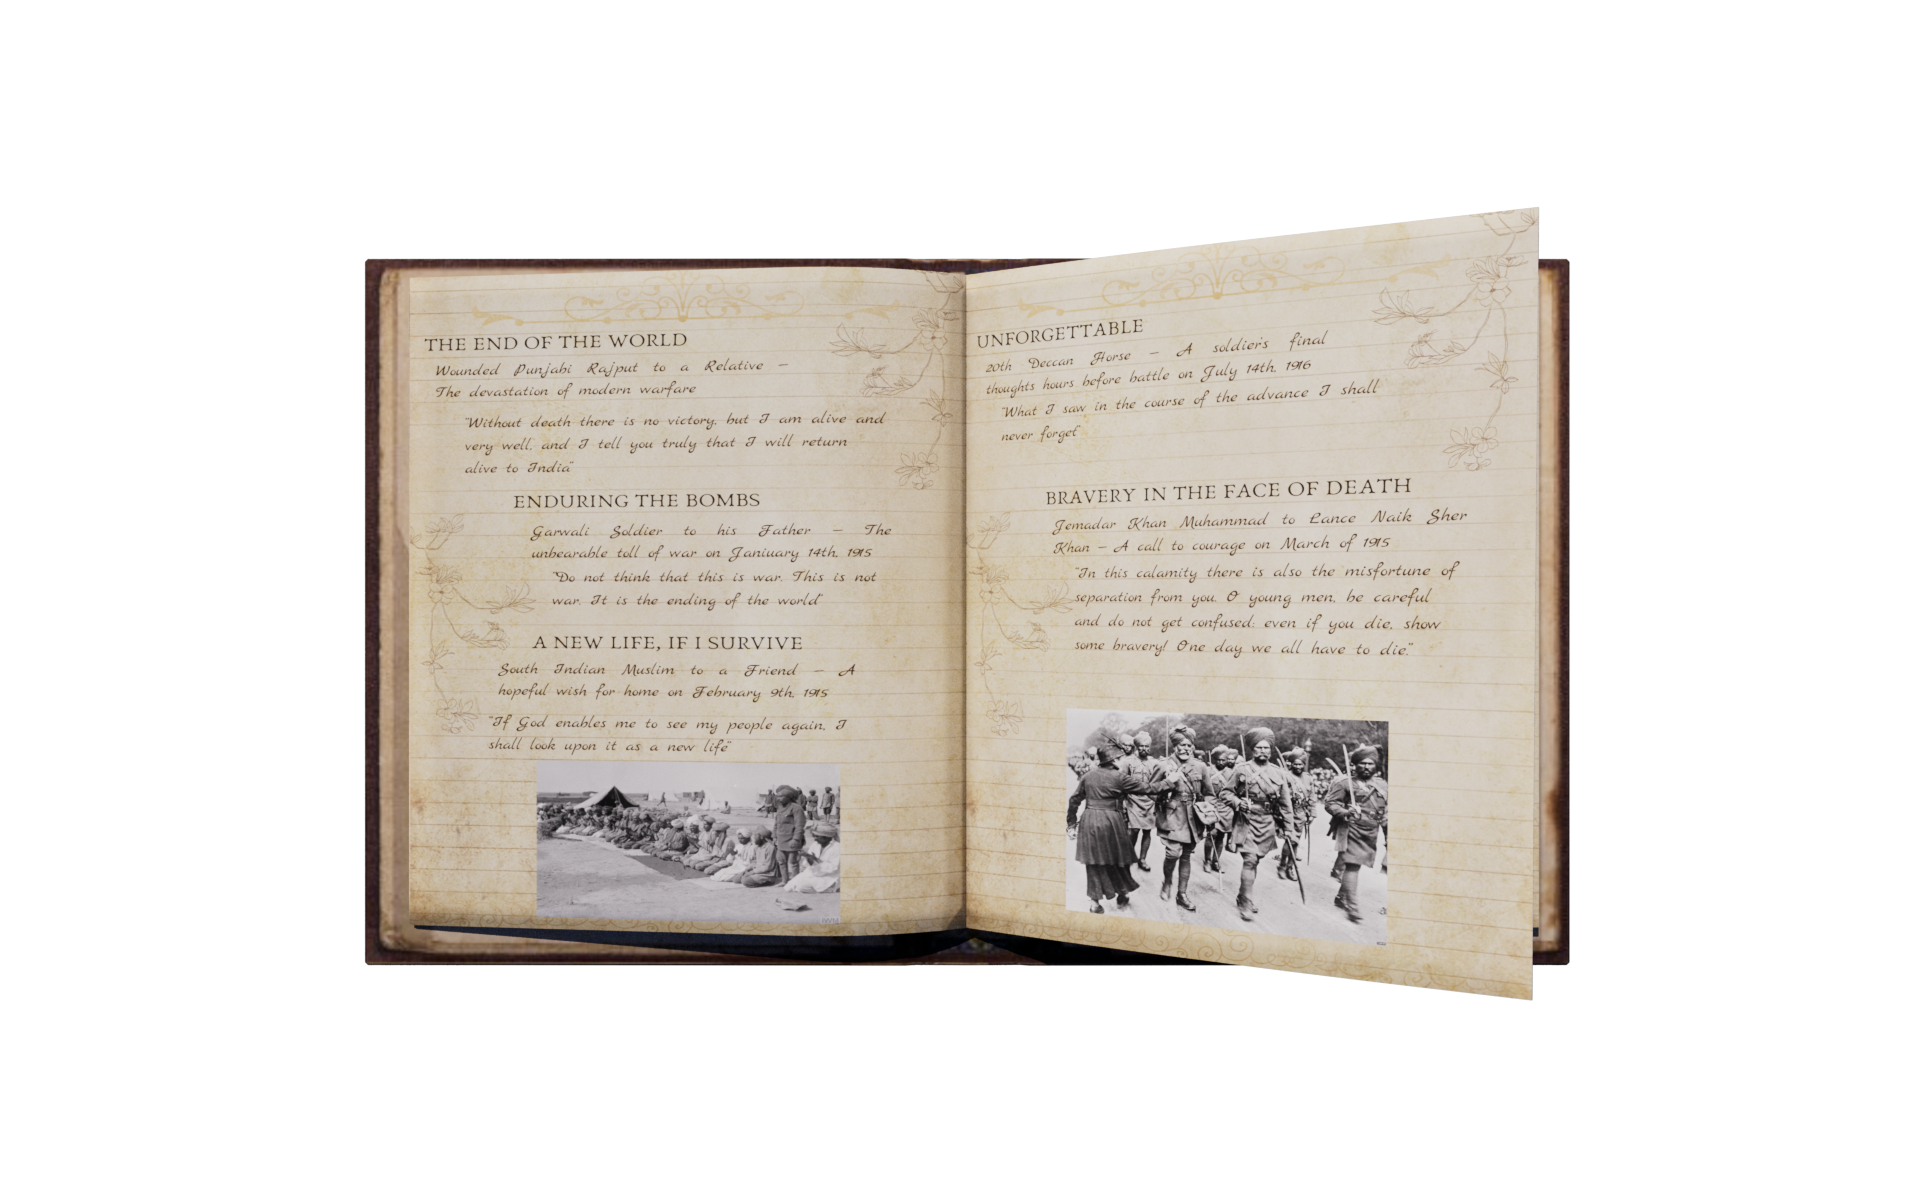 THE END OF THE WORLD
Wounded Punjabi Rajput to a Relative –
The devastation of modern warfare
"Without death there is no victory, but I am alive and
very well, and I tell you truly that I will return
alive to India"
ENDURING THE BOMBS
Garwali Soldier to his Father – The
unbearable toll of war on Janiuary 14th, 1915
"Do not think that this is war. This is not
war. It is the ending of the world"
A NEW LIFE, IF I SURVIVE
South Indian Muslim to a Friend – A
hopeful wish for home on February 9th, 1915
"If God enables me to see my people again, I
shall look upon it as a new life"
UNFORGETTABLE
20th Deccan Horse – A soldier's final
thoughts hours before battle on July 14th, 1916
"What I saw in the course of the advance I shall
never forget"
BRAVERY IN THE FACE OF DEATH
Jemadar Khan Muhammad to Lance Naik Sher
Khan – A call to courage on March of 1915
"In this calamity there is also the misfortune of
separation from you. O young men, be careful
and do not get confused; even if you die, show
some bravery! One day we all have to die."